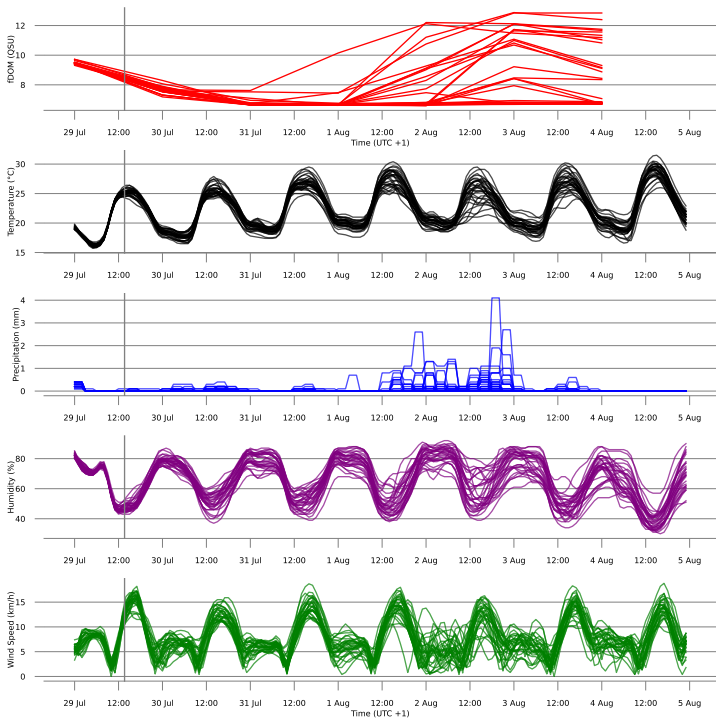 fDOM (QSU)
12
10
8
29 Jul 12:00 30 Jul 12:00 31 Jul 12:00 1 Aug 12:00 2 Aug 12:00 3 Aug 12:00 4 Aug 12:00 5 Aug
Time (UTC +1)
Temperature (°C)
30
25
20
15
29 Jul 12:00 30 Jul 12:00 31 Jul 12:00 1 Aug 12:00 2 Aug 12:00 3 Aug 12:00 4 Aug 12:00 5 Aug
Precipitation (mm)
4
3
2
1
0
29 Jul 12:00 30 Jul 12:00 31 Jul 12:00 1 Aug 12:00 2 Aug 12:00 3 Aug 12:00 4 Aug 12:00 5 Aug
Humidity (%)
80
60
40
29 Jul 12:00 30 Jul 12:00 31 Jul 12:00 1 Aug 12:00 2 Aug 12:00 3 Aug 12:00 4 Aug 12:00 5 Aug
Wind Speed (km/h)
15
10
5
0
29 Jul 12:00 30 Jul 12:00 31 Jul 12:00 1 Aug 12:00 2 Aug 12:00 3 Aug 12:00 4 Aug 12:00 5 Aug
Time (UTC +1)